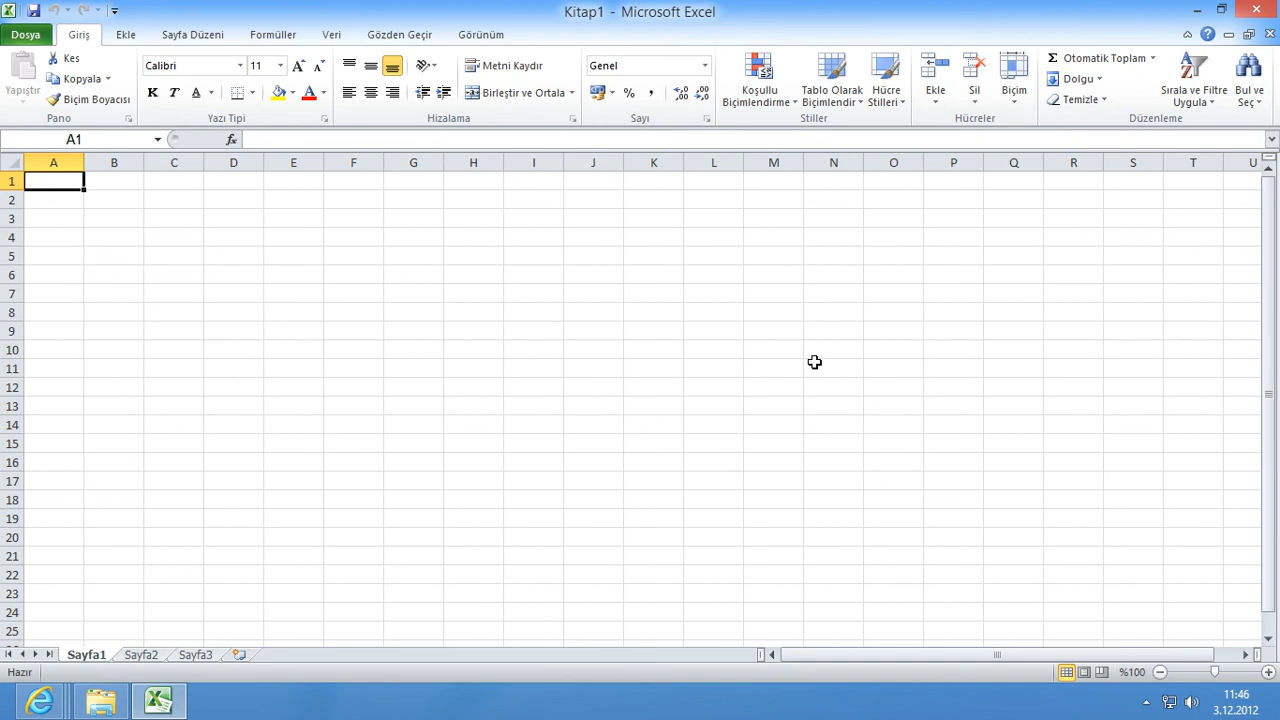 Kitap1 - Microsoft Excel
Dosya Giriş Ekle Sayfa Düzeni Formüller Veri Gözden Geçir Görünüm
Yapıştır
Kes
Kopyala
Biçim Boyacısı
Pano
Calibri 11
K T A
Yazı Tipi
Metni Kaydır
Birleştir ve Ortala
Hizalama
Genel
%
Sayı
Koşullu Biçimlendirme
Tablo Olarak Biçimlendir
Hücre Stilleri
Stiller
Ekle
Sil
Biçim
Hücreler
Σ Otomatik Toplam
Dolgu
Temizle
Sırala ve Filtre Uygula
Bul ve Seç
Düzenleme
A1 fx
A B C D E F G H I J K L M N O P Q R S T U
1
2
3
4
5
6
7
8
9
10
11
12
13
14
15
16
17
18
19
20
21
22
23
24
25
Sayfa1 Sayfa2 Sayfa3
Hazır %100
11:46
3.12.2012